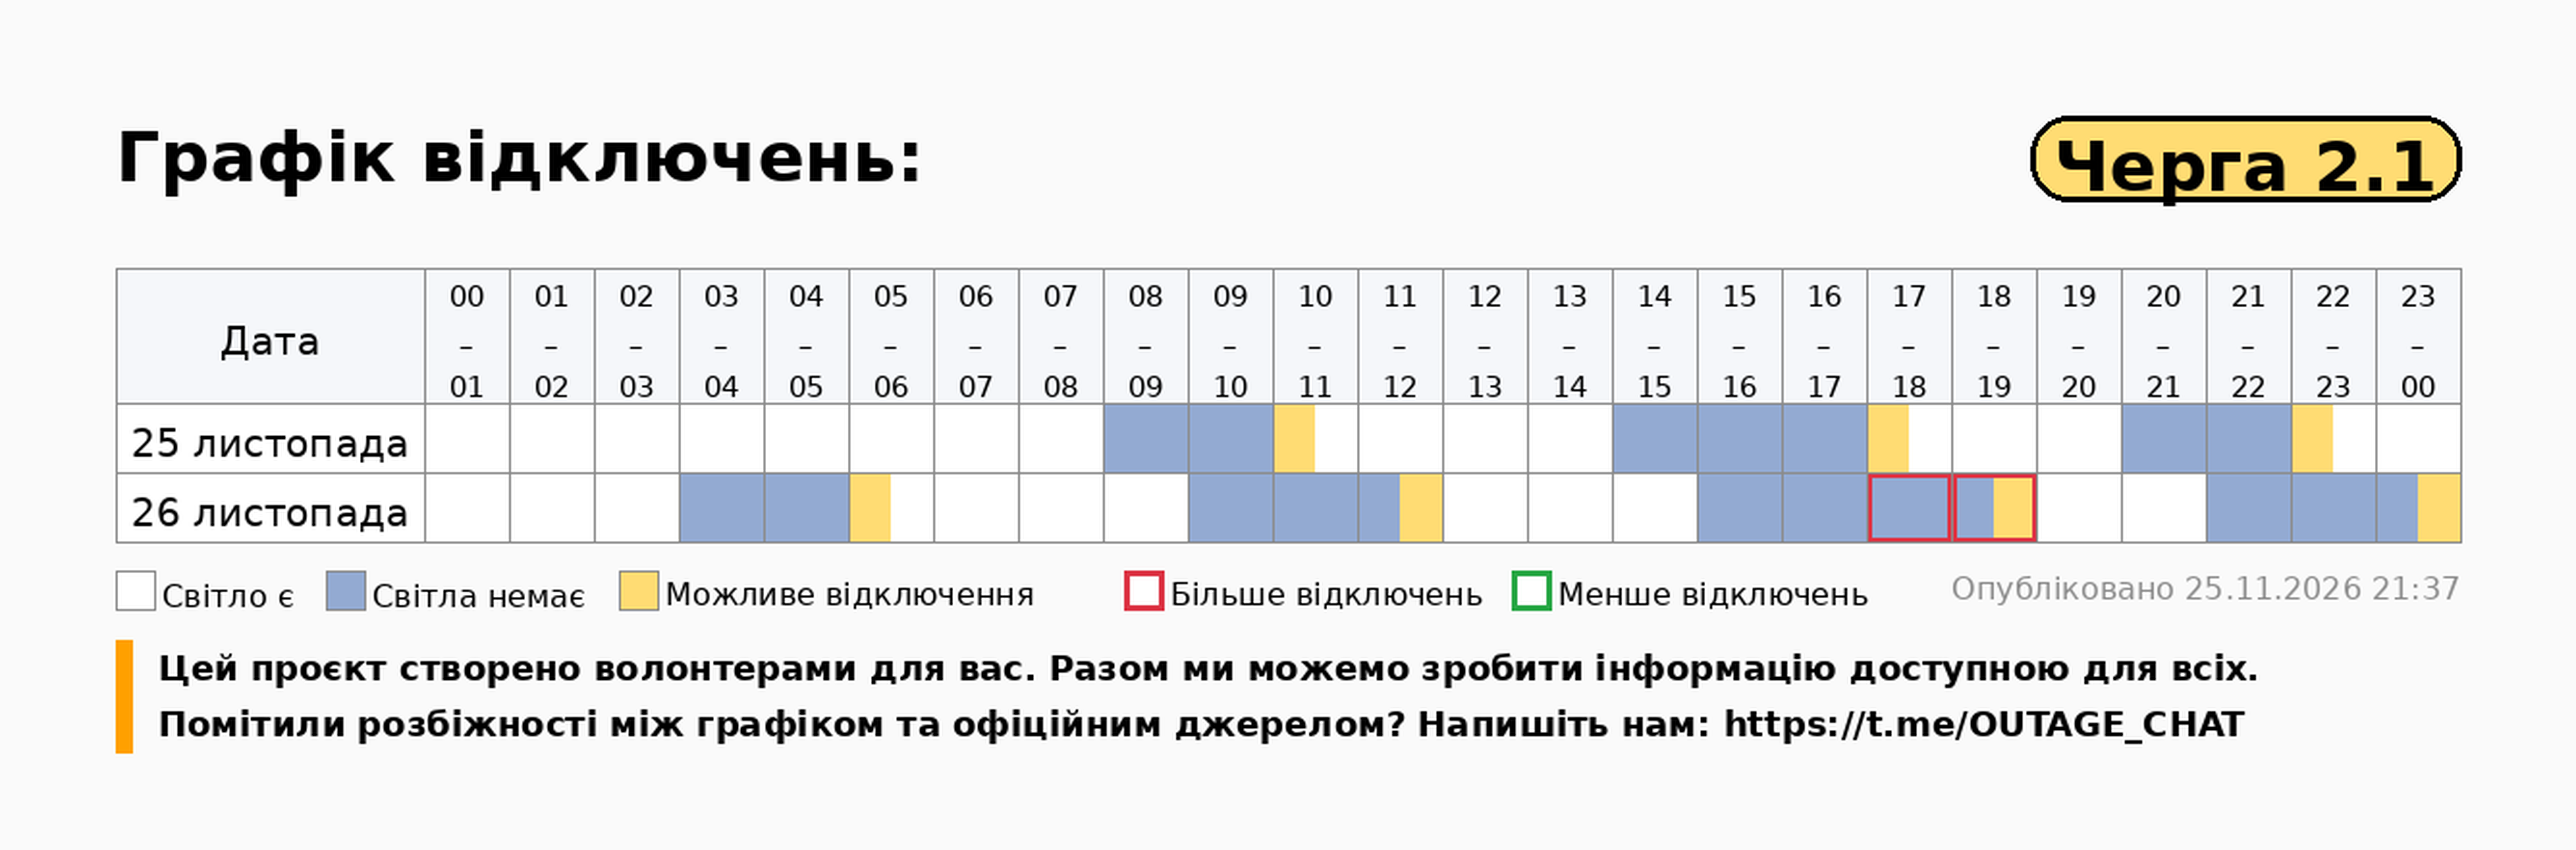 Графік відключень:
Черга 2.1
Дата
00 – 01
01 – 02
02 – 03
03 – 04
04 – 05
05 – 06
06 – 07
07 – 08
08 – 09
09 – 10
10 – 11
11 – 12
12 – 13
13 – 14
14 – 15
15 – 16
16 – 17
17 – 18
18 – 19
19 – 20
20 – 21
21 – 22
22 – 23
23 – 00
25 листопада
26 листопада
Світло є
Світла немає
Можливе відключення
Більше відключень
Менше відключень
Опубліковано 25.11.2026 21:37
Цей проєкт створено волонтерами для вас. Разом ми можемо зробити інформацію доступною для всіх.
Помітили розбіжності між графіком та офіційним джерелом? Напишіть нам: https://t.me/OUTAGE_CHAT